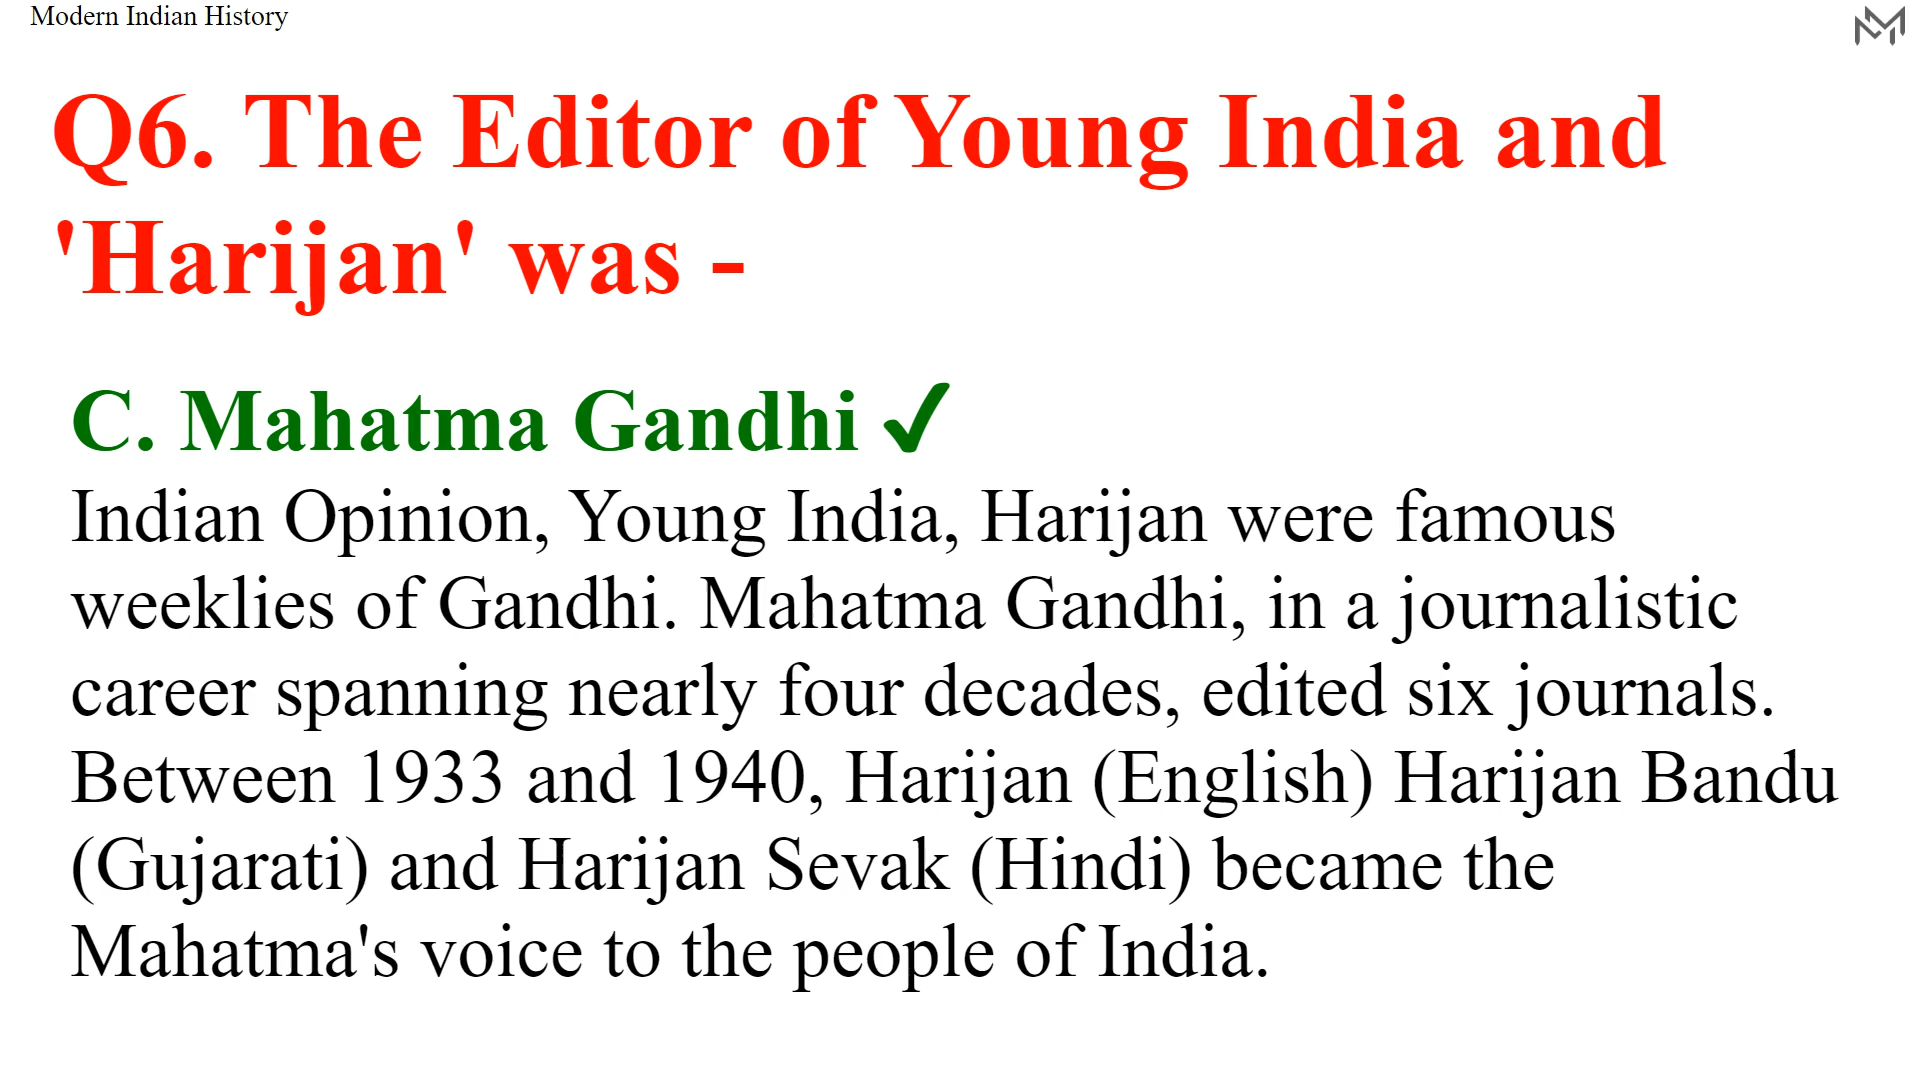 Modern Indian History
Q6. The Editor of Young India and
'Harijan' was -
C. Mahatma Gandhi ✓
Indian Opinion, Young India, Harijan were famous
weeklies of Gandhi. Mahatma Gandhi, in a journalistic
career spanning nearly four decades, edited six journals.
Between 1933 and 1940, Harijan (English) Harijan Bandu
(Gujarati) and Harijan Sevak (Hindi) became the
Mahatma's voice to the people of India.